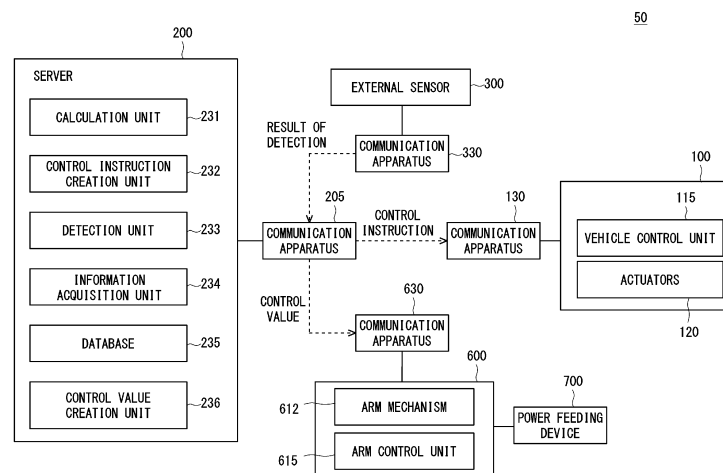 50
200
SERVER
CALCULATION UNIT
231
CONTROL INSTRUCTION
CREATION UNIT
232
DETECTION UNIT
233
INFORMATION
ACQUISITION UNIT
234
DATABASE
235
CONTROL VALUE
CREATION UNIT
236
EXTERNAL SENSOR
300
RESULT OF
DETECTION
COMMUNICATION
APPARATUS
330
205
COMMUNICATION
APPARATUS
CONTROL
INSTRUCTION
130
COMMUNICATION
APPARATUS
100
115
VEHICLE CONTROL UNIT
ACTUATORS
120
CONTROL
VALUE
630
COMMUNICATION
APPARATUS
600
612
ARM MECHANISM
615
ARM CONTROL UNIT
700
POWER FEEDING
DEVICE